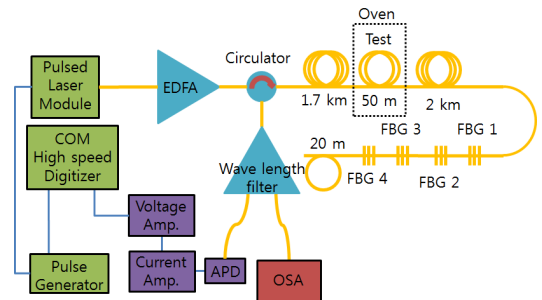 Oven
Pulsed
Laser
Module
EDFA
Circulator
Test
1.7 km
50 m
2 km
COM
High speed
Digitizer
20 m
FBG 3
FBG 1
FBG 4
FBG 2
Wave length
filter
Voltage
Amp.
Current
Amp.
APD
OSA
Pulse
Generator